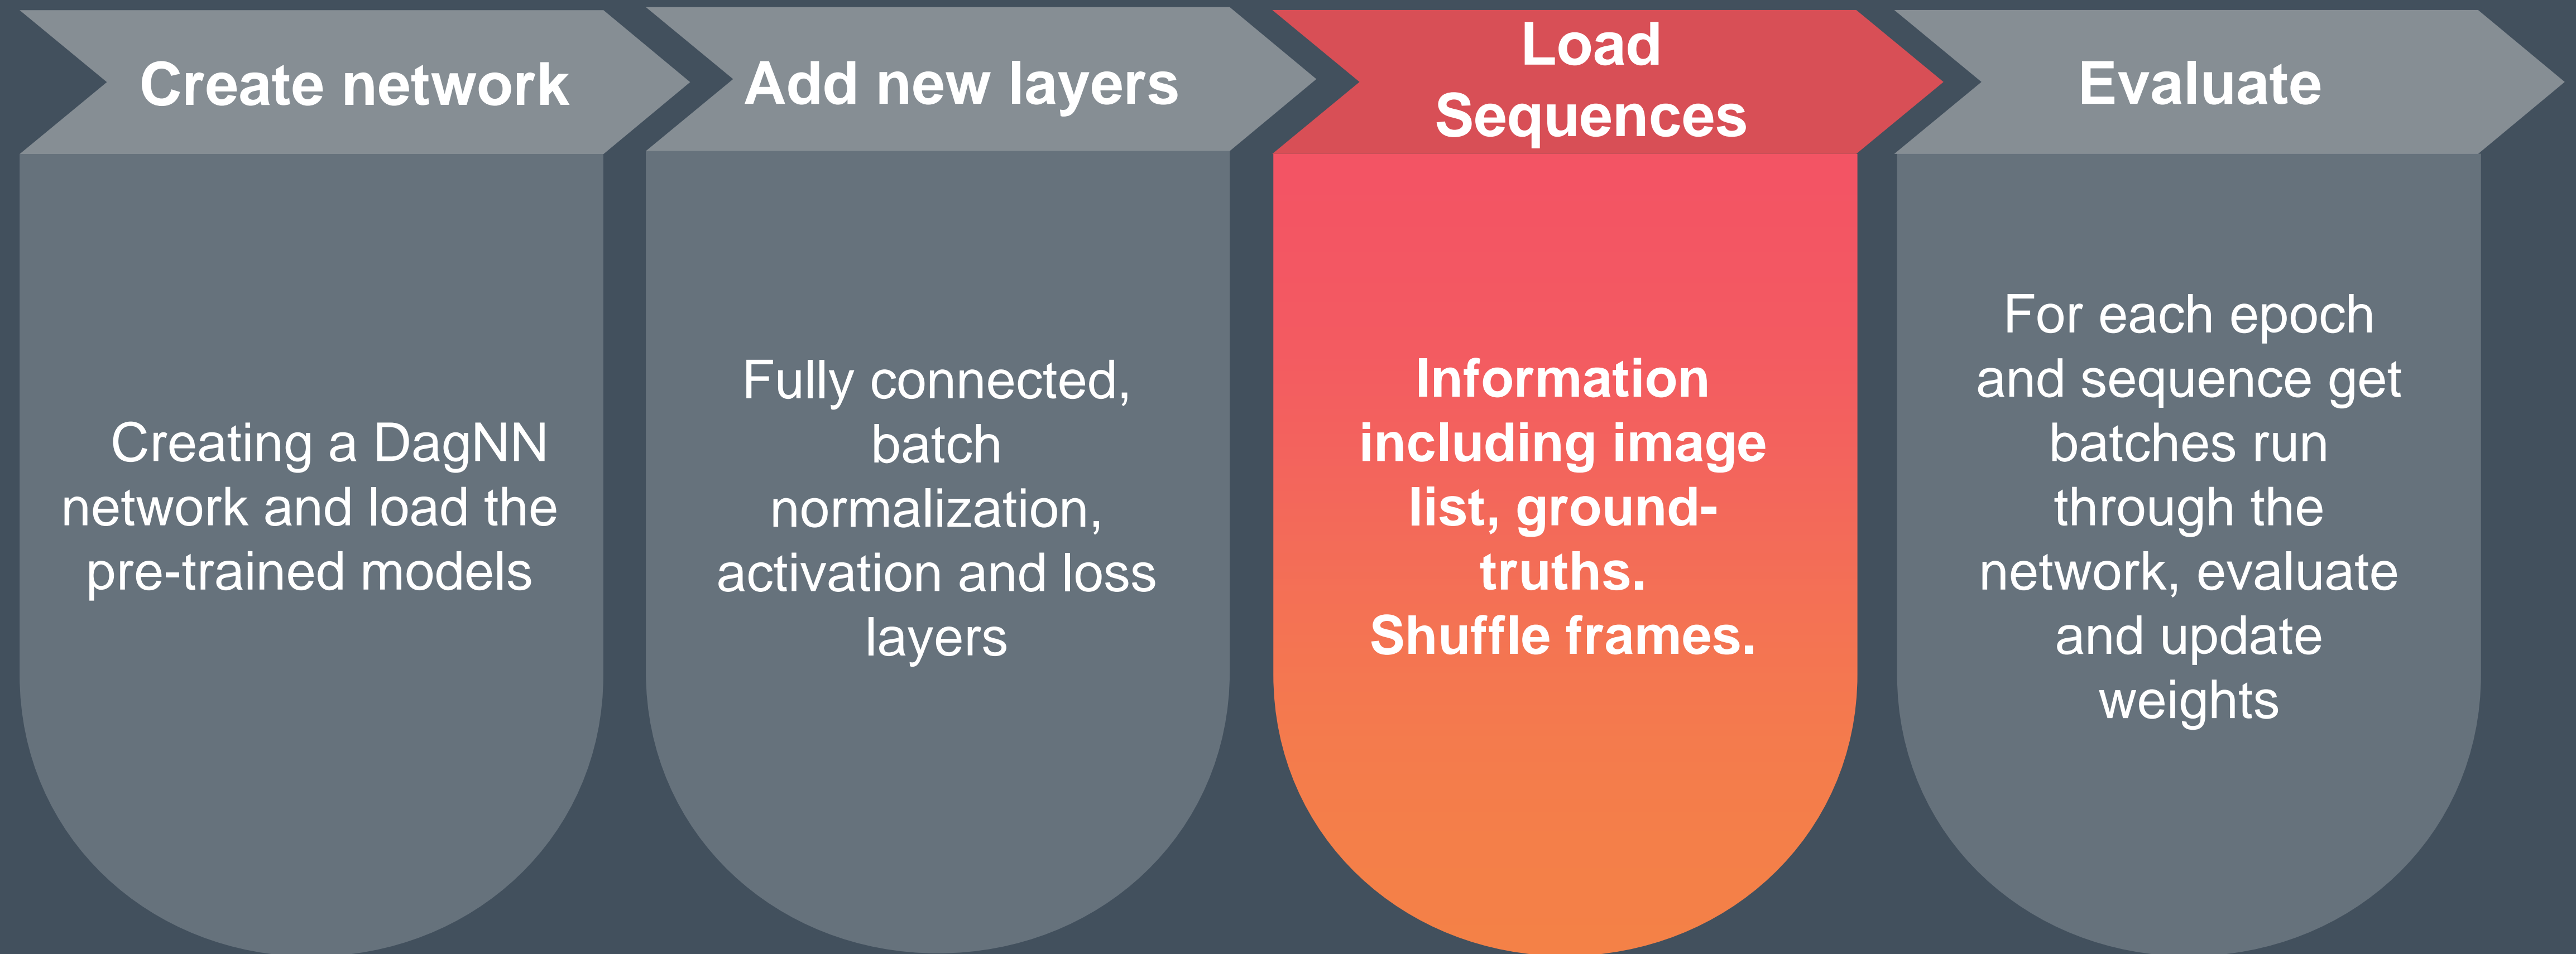 Create network
Creating a DagNN
network and load the
pre-trained models
Add new layers
Fully connected,
batch
normalization,
activation and loss
layers
Load
Sequences
Information
including image
list, ground-
truths.
Shuffle frames.
Evaluate
For each epoch
and sequence get
batches run
through the
network, evaluate
and update
weights